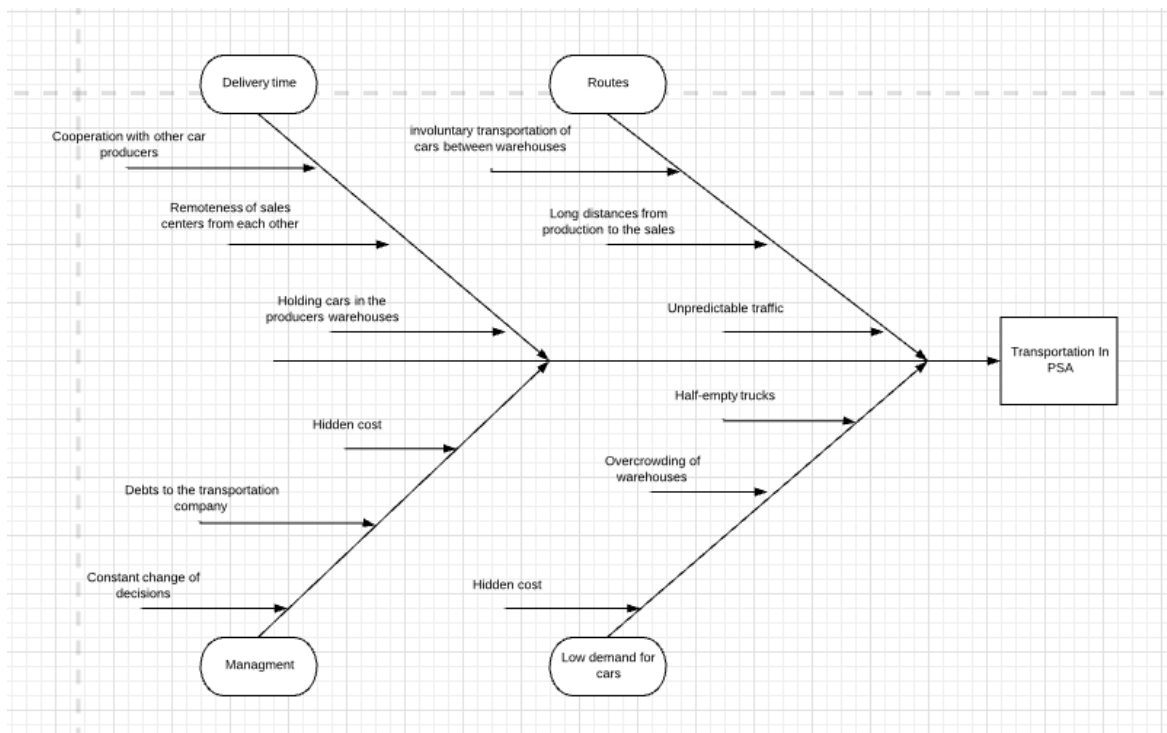 Delivery time
Routes
Cooperation with other car
producers
involuntary transportation of
cars between warehouses
Remoteness of sales
centers from each other
Long distances from
production to the sales
Holding cars in the
producers warehouses
Unpredictable traffic
Transportation In
PSA
Half-empty trucks
Hidden cost
Overcrowding of
warehouses
Debts to the transportation
company
Constant change of
decisions
Hidden cost
Managment
Low demand for
cars